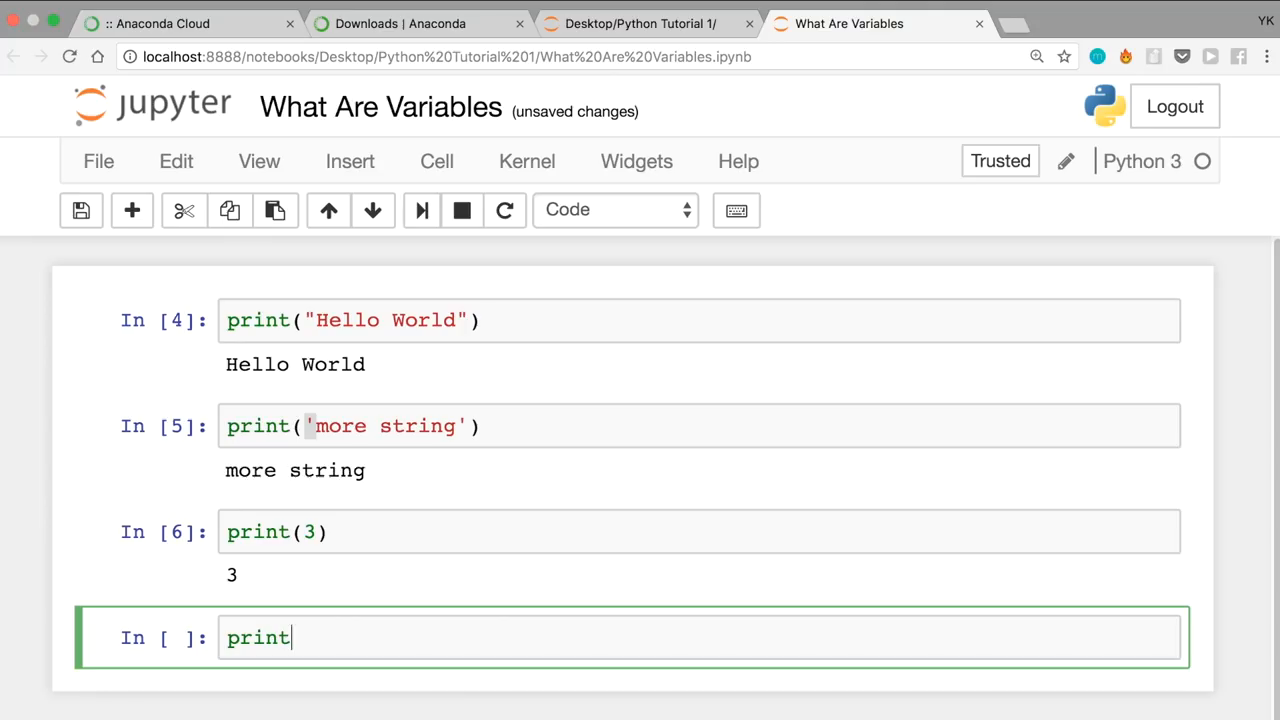 :: Anaconda Cloud × Downloads | Anaconda × Desktop/Python Tutorial 1/ × What Are Variables × YK
localhost:8888/notebooks/Desktop/Python%20Tutorial%201/What%20Are%20Variables.ipynb
jupyter What Are Variables (unsaved changes) Logout
File Edit View Insert Cell Kernel Widgets Help Trusted Python 3
Code
In [4]: print("Hello World")
Hello World
In [5]: print('more string')
more string
In [6]: print(3)
3
In [ ]: print